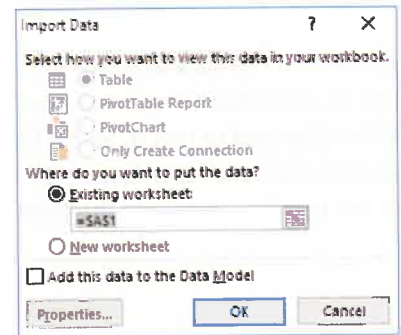 Import Data ? ×
Select how you want to view this data in your workbook.
Table
PivotTable Report
PivotChart
Only Create Connection
Where do you want to put the data?
Existing worksheet:
=$A$1
New worksheet
Add this data to the Data Model
Properties...
OK
Cancel